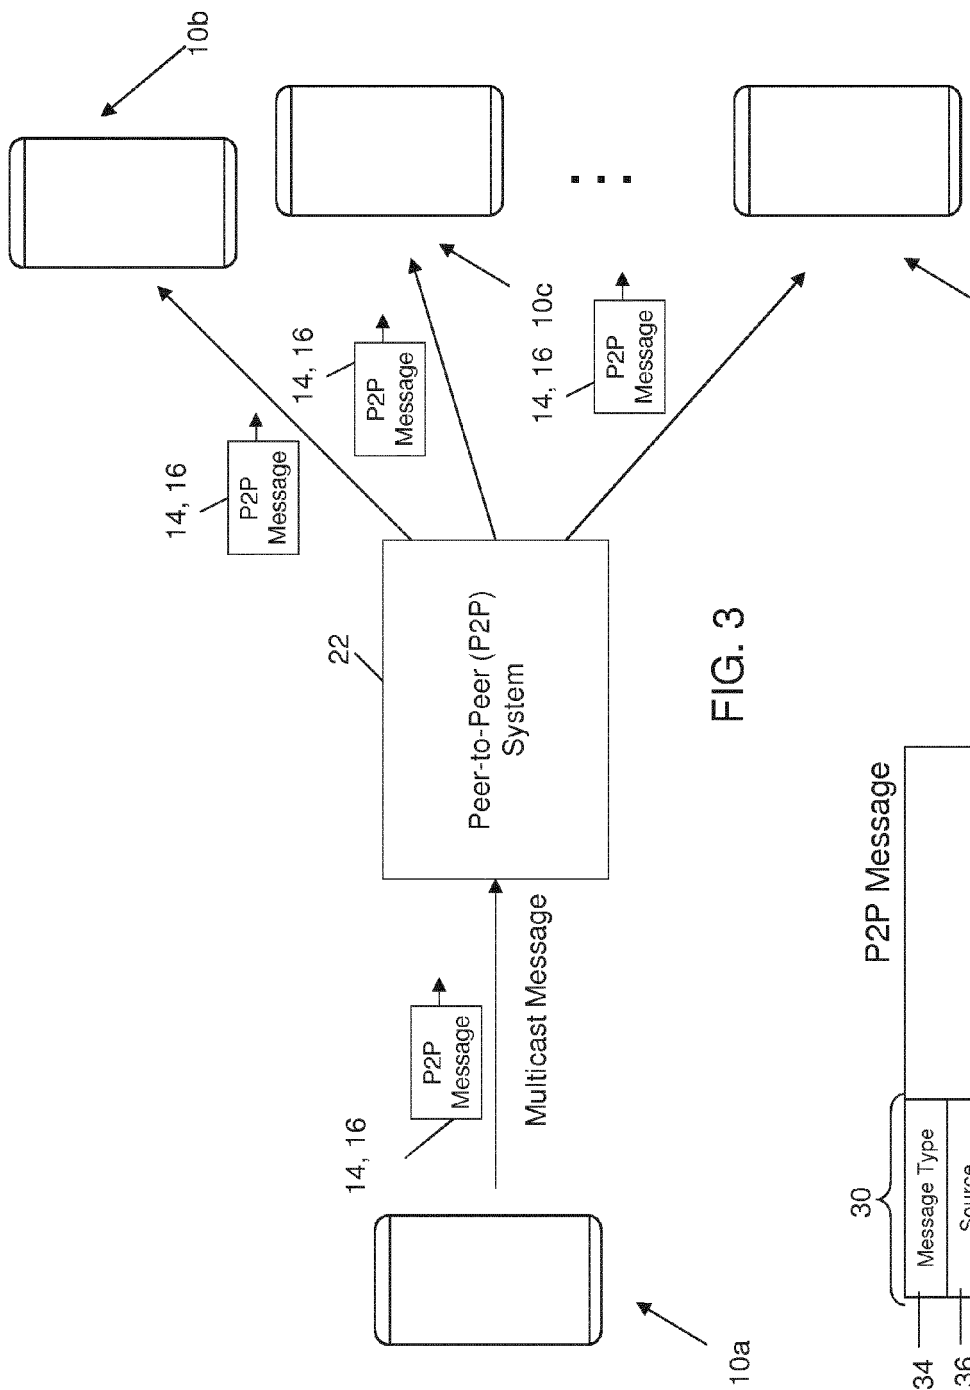 10b
14, 16
P2P
Message
14, 16
P2P
Message
10c
14, 16
P2P
Message
22
Peer-to-Peer (P2P)
System
14, 16
P2P
Message
Multicast Message
10a
FIG. 3
P2P Message
30
34
Message Type
36
Source